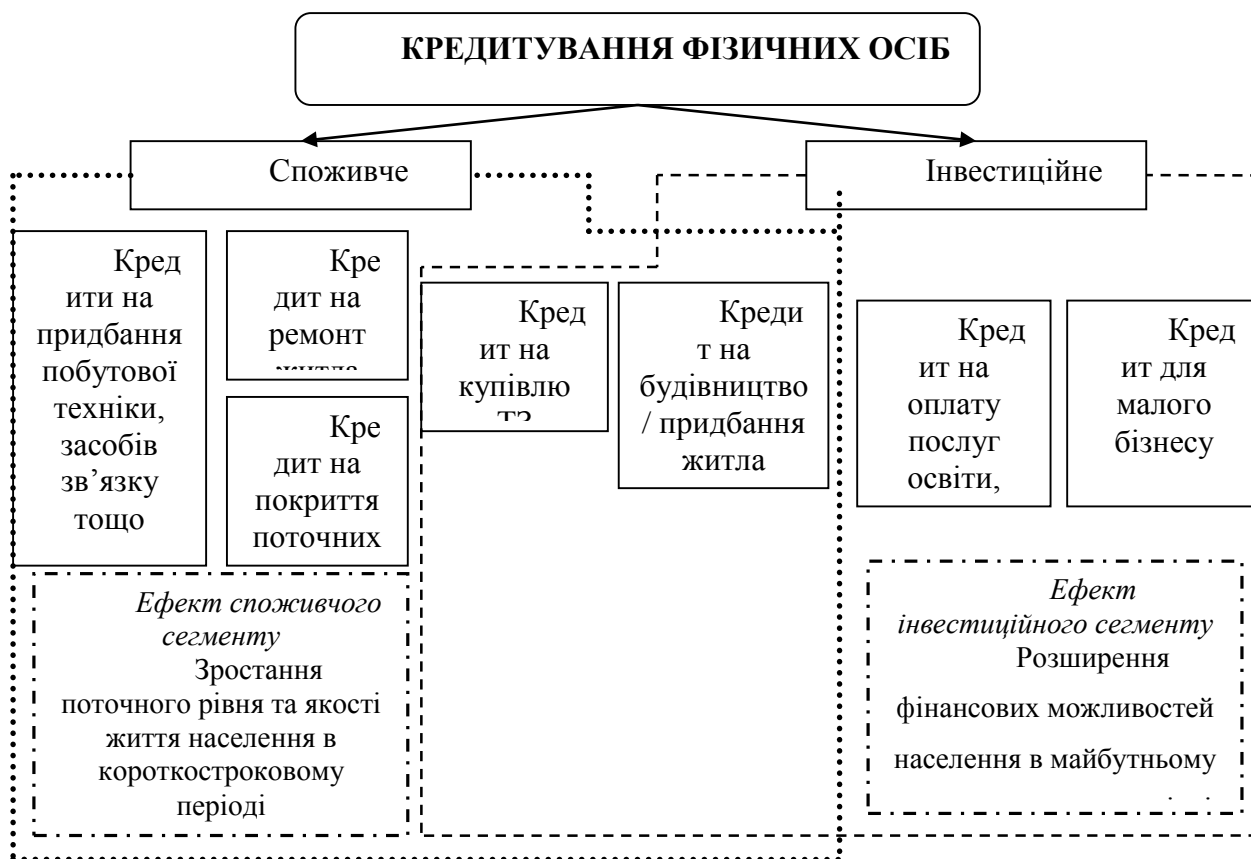 КРЕДИТУВАННЯ ФІЗИЧНИХ ОСІБ
Споживче
Інвестиційне
Кред
ити на
придбання
побутової
техніки,
засобів
зв’язку
тощо
Кре
дит на
ремонт
житла
Кре
дит на
покриття
поточних
Кред
ит на
купівлю
ТЗ
Креди
т на
будівництво
/ придбання
житла
Кред
ит на
оплату
послуг
освіти,
Кред
ит для
малого
бізнесу
Ефект споживчого
сегменту
Зростання
поточного рівня та якості
життя населення в
короткостроковому
періоді
Ефект
інвестиційного сегменту
Розширення
фінансових можливостей
населення в майбутньому